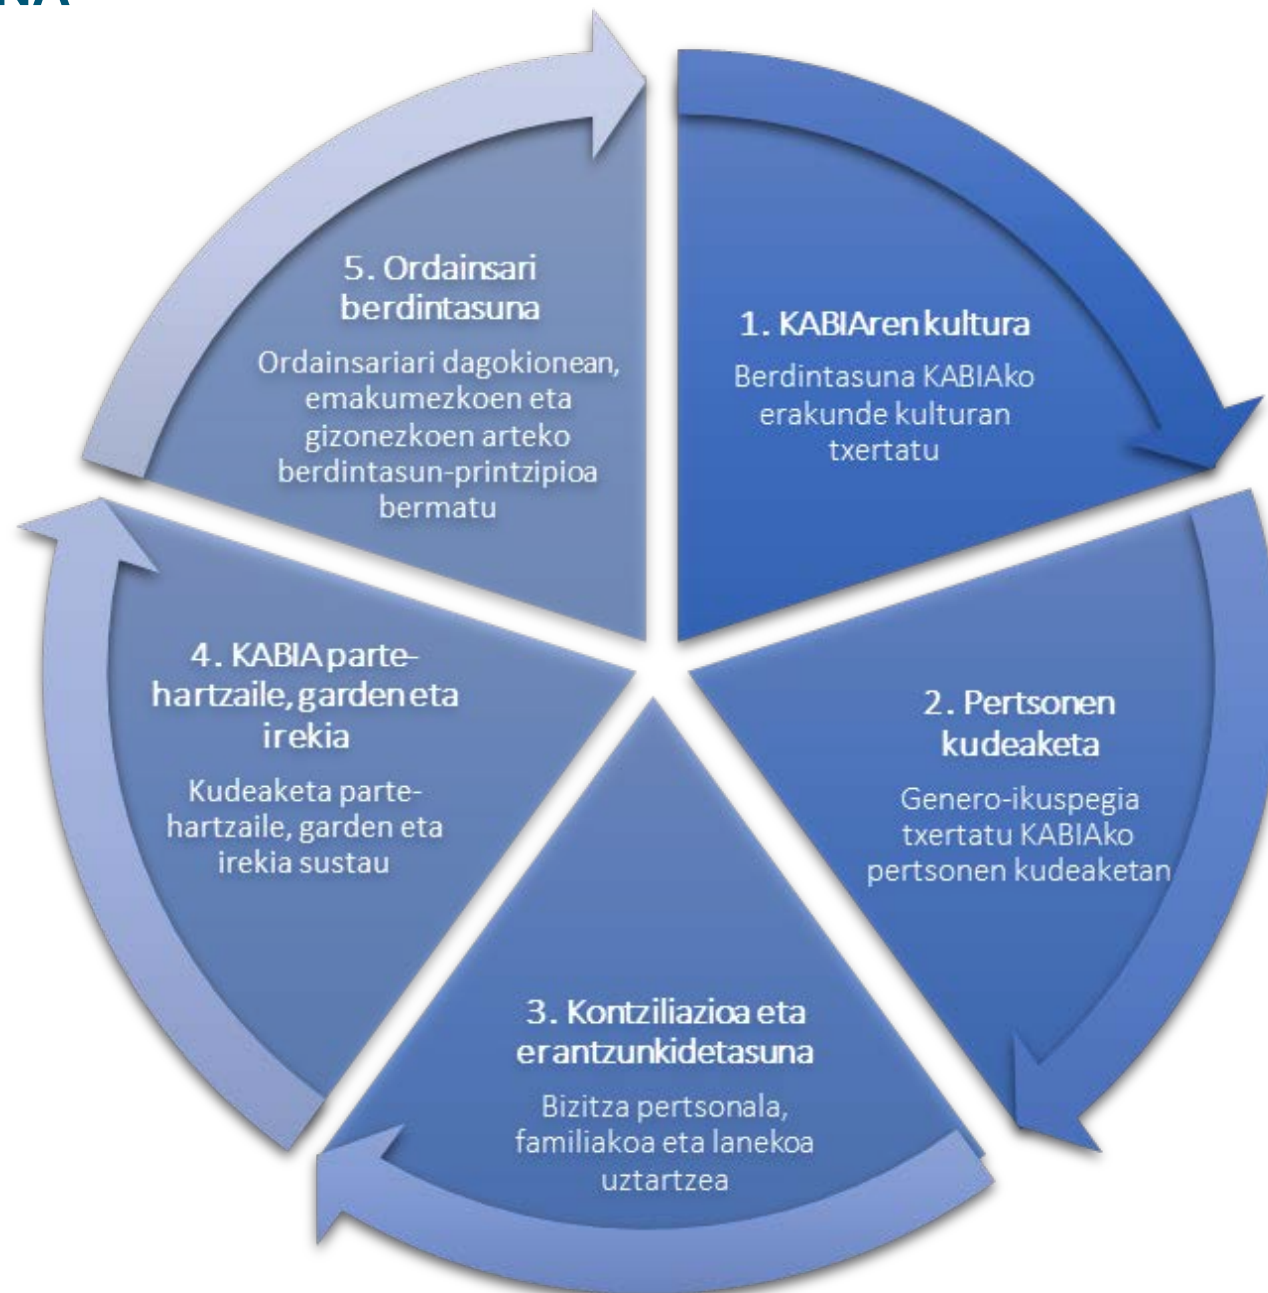 NA
1. KABIAren kultura
Berdintasuna KABIAko
erakunde kulturan
txertatu
2. Pertsonen
kudeaketa
Genero-ikuspegia
txertatu KABIAko
pertsonen kudeaketan
3. Kontziliazioa eta
erantzunkidetasuna
Bizitza pertsonala,
familiakoa eta lanekoa
uztartzea
4. KABIA parte-
hartzaile, garden eta
irekia
Kudeaketa parte-
hartzaile, garden eta
irekia sustau
5. Ordainsari
berdintasuna
Ordainsariari dagokionean,
emakumezkoen eta
gizonezkoen arteko
berdintasun-printzipioa
bermatu